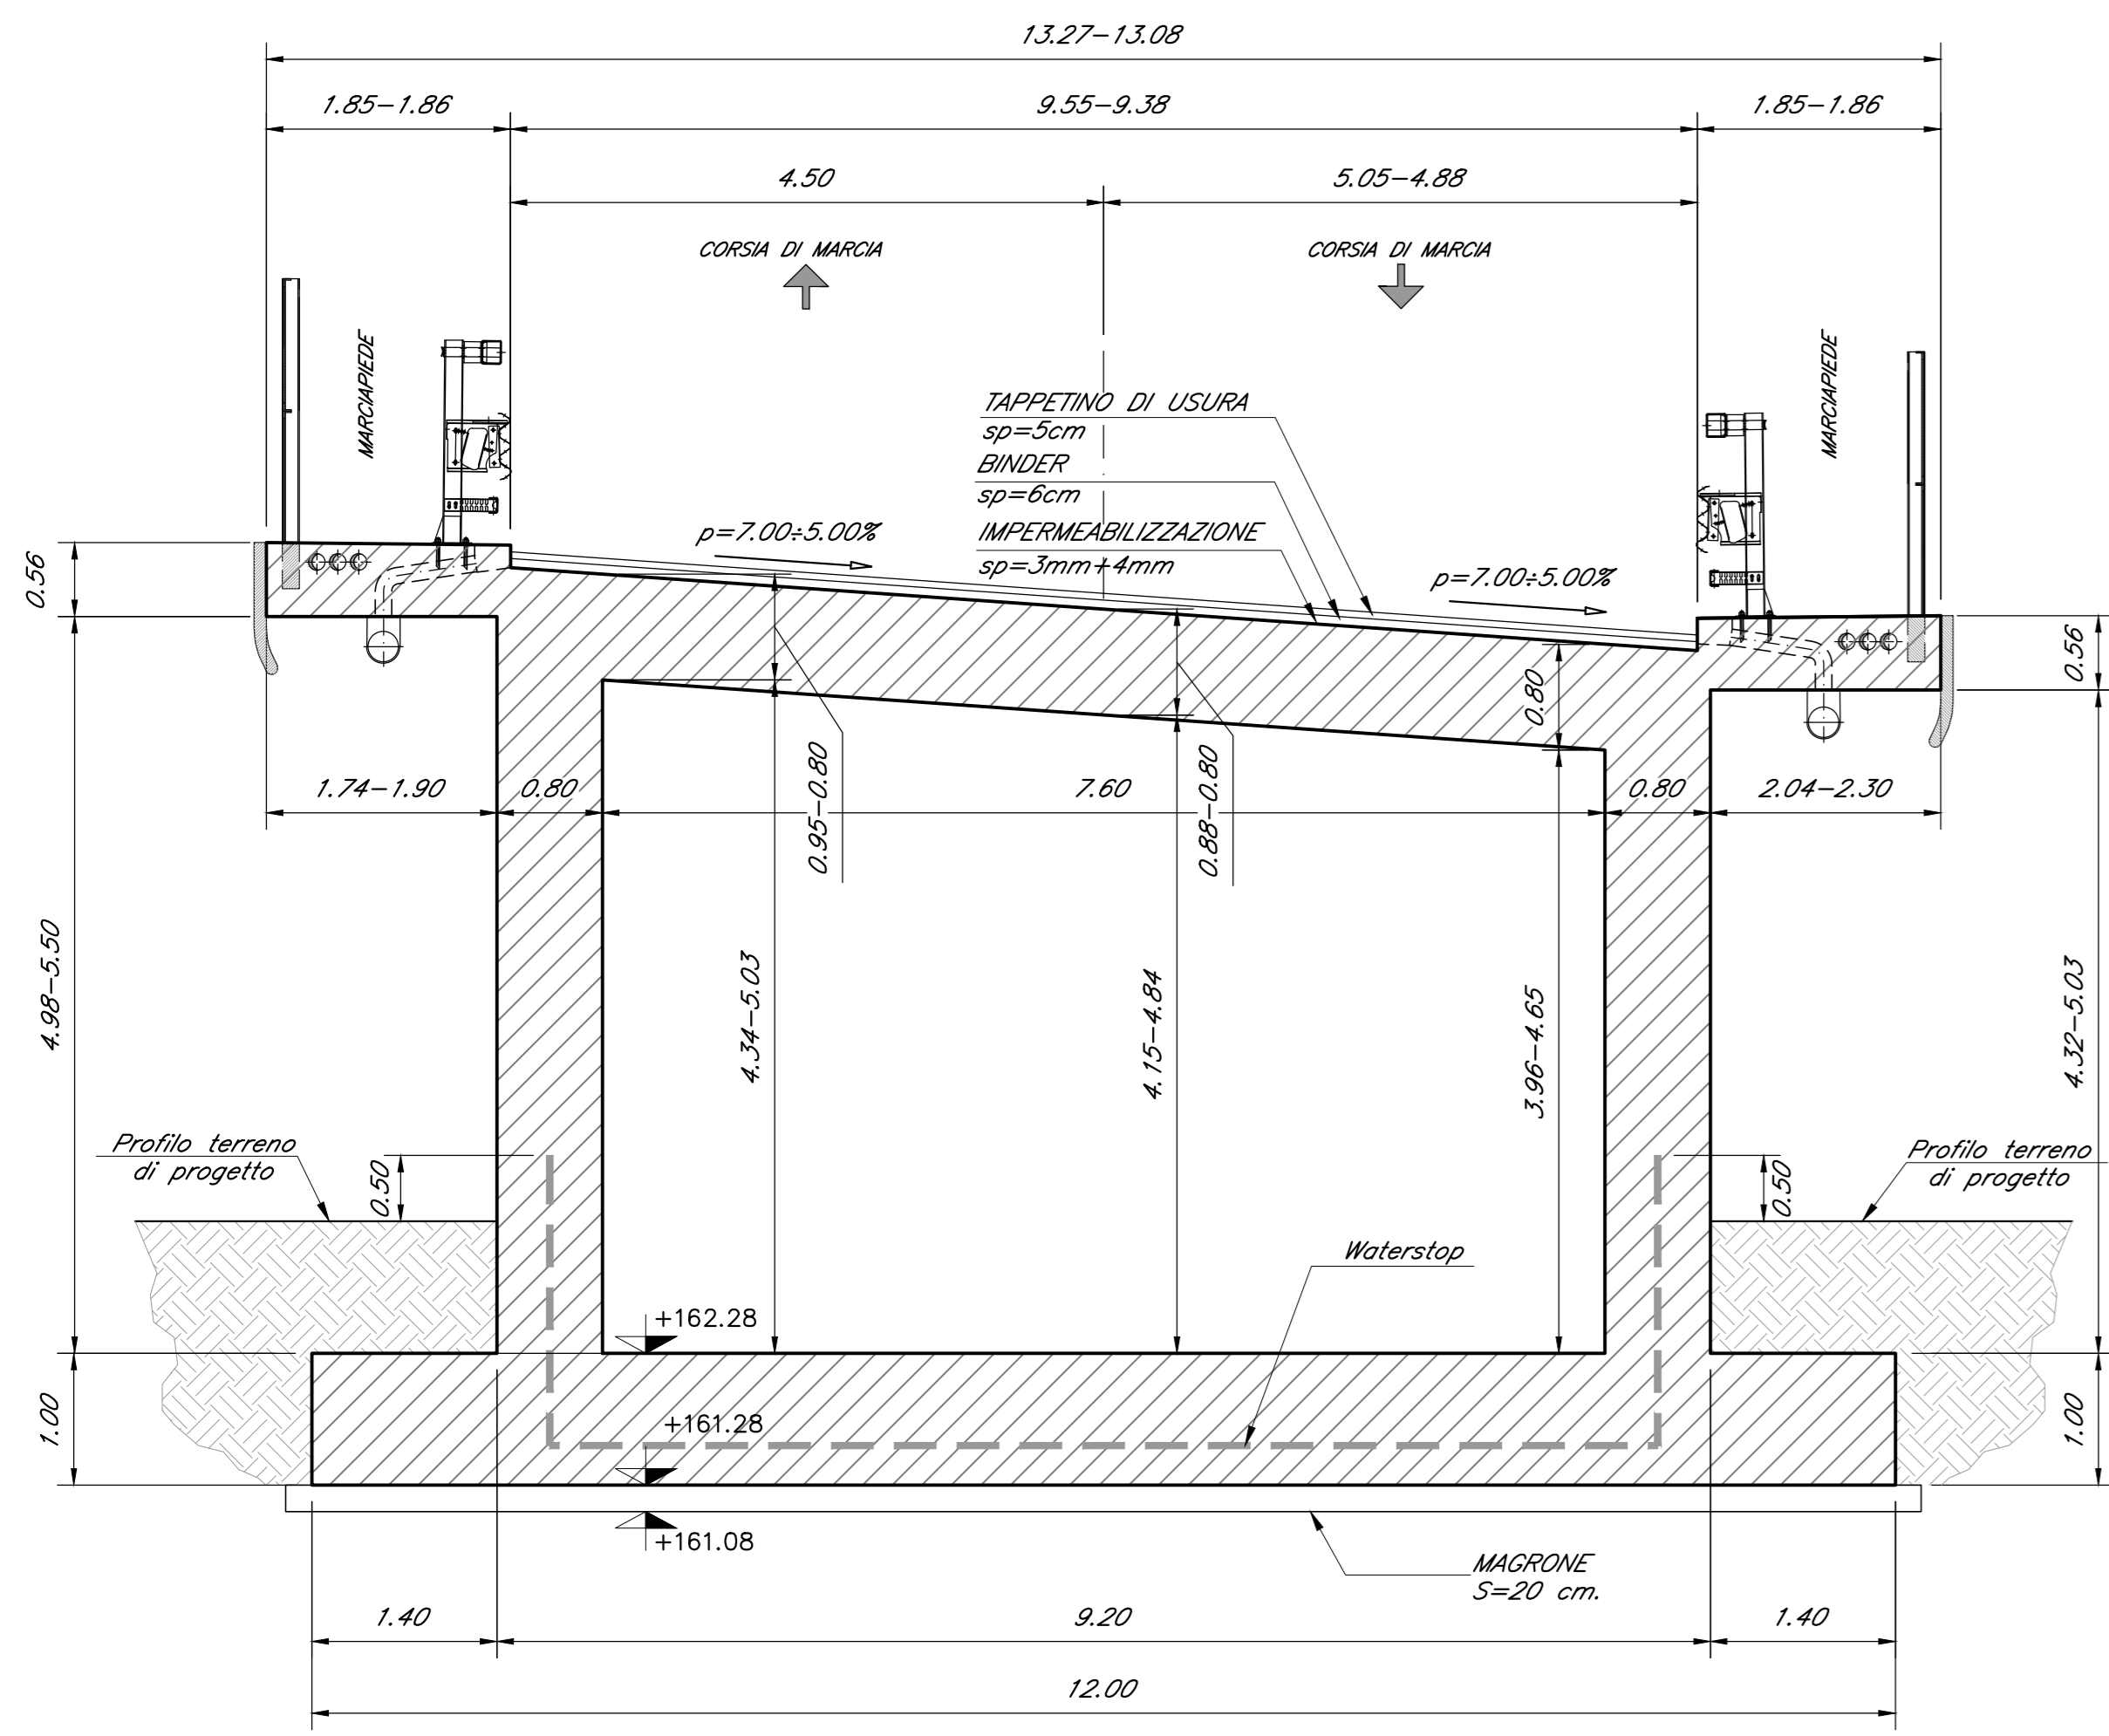 13.27-13.08
1.85-1.86
9.55-9.38
1.85-1.86
4.50
5.05-4.88
CORSIA DI MARCIA
CORSIA DI MARCIA
MARCIAPIEDE
MARCIAPIEDE
TAPPETINO DI USURA
sp=5cm
BINDER
sp=6cm
IMPERMEABILIZZAZIONE
sp=3mm+4mm
p=7.00÷5.00%
p=7.00÷5.00%
0.56
0.56
0.80
1.74-1.90
0.80
0.95-0.80
7.60
0.88-0.80
0.80
2.04-2.30
4.98-5.50
4.34-5.03
4.15-4.84
3.96-4.65
4.32-5.03
Profilo terreno
di progetto
0.50
Profilo terreno
di progetto
0.50
Waterstop
+162.28
1.00
+161.28
1.00
+161.08
MAGRONE
S=20 cm.
1.40
9.20
1.40
12.00